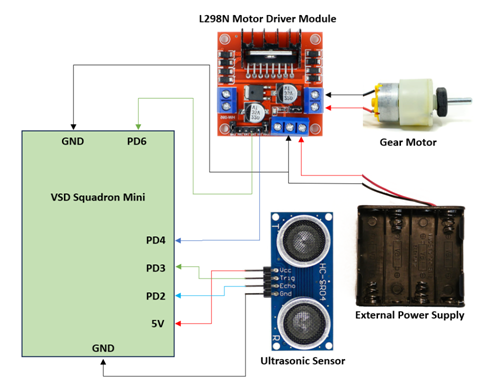 L298N Motor Driver Module
GND
PD6
Gear Motor
VSD Squadron Mini
PD4
PD3
PD2
5V
GND
T
HC-SR04
Vcc
Trig
Echo
Gnd
R
External Power Supply
Ultrasonic Sensor